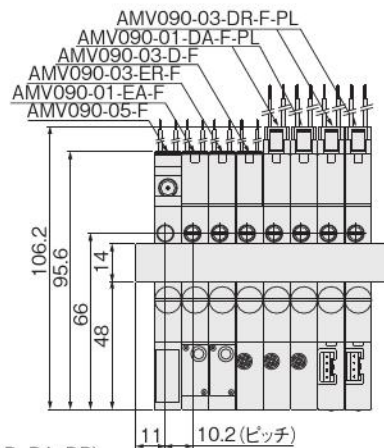 AMV090-03-DR-F-PL
AMV090-01-DA-F-PL
AMV090-03-D-F
AMV090-03-ER-F
AMV090-01-EA-F
AMV090-05-F
106.2
95.6
66
14
48
11
10.2(ピッチ)